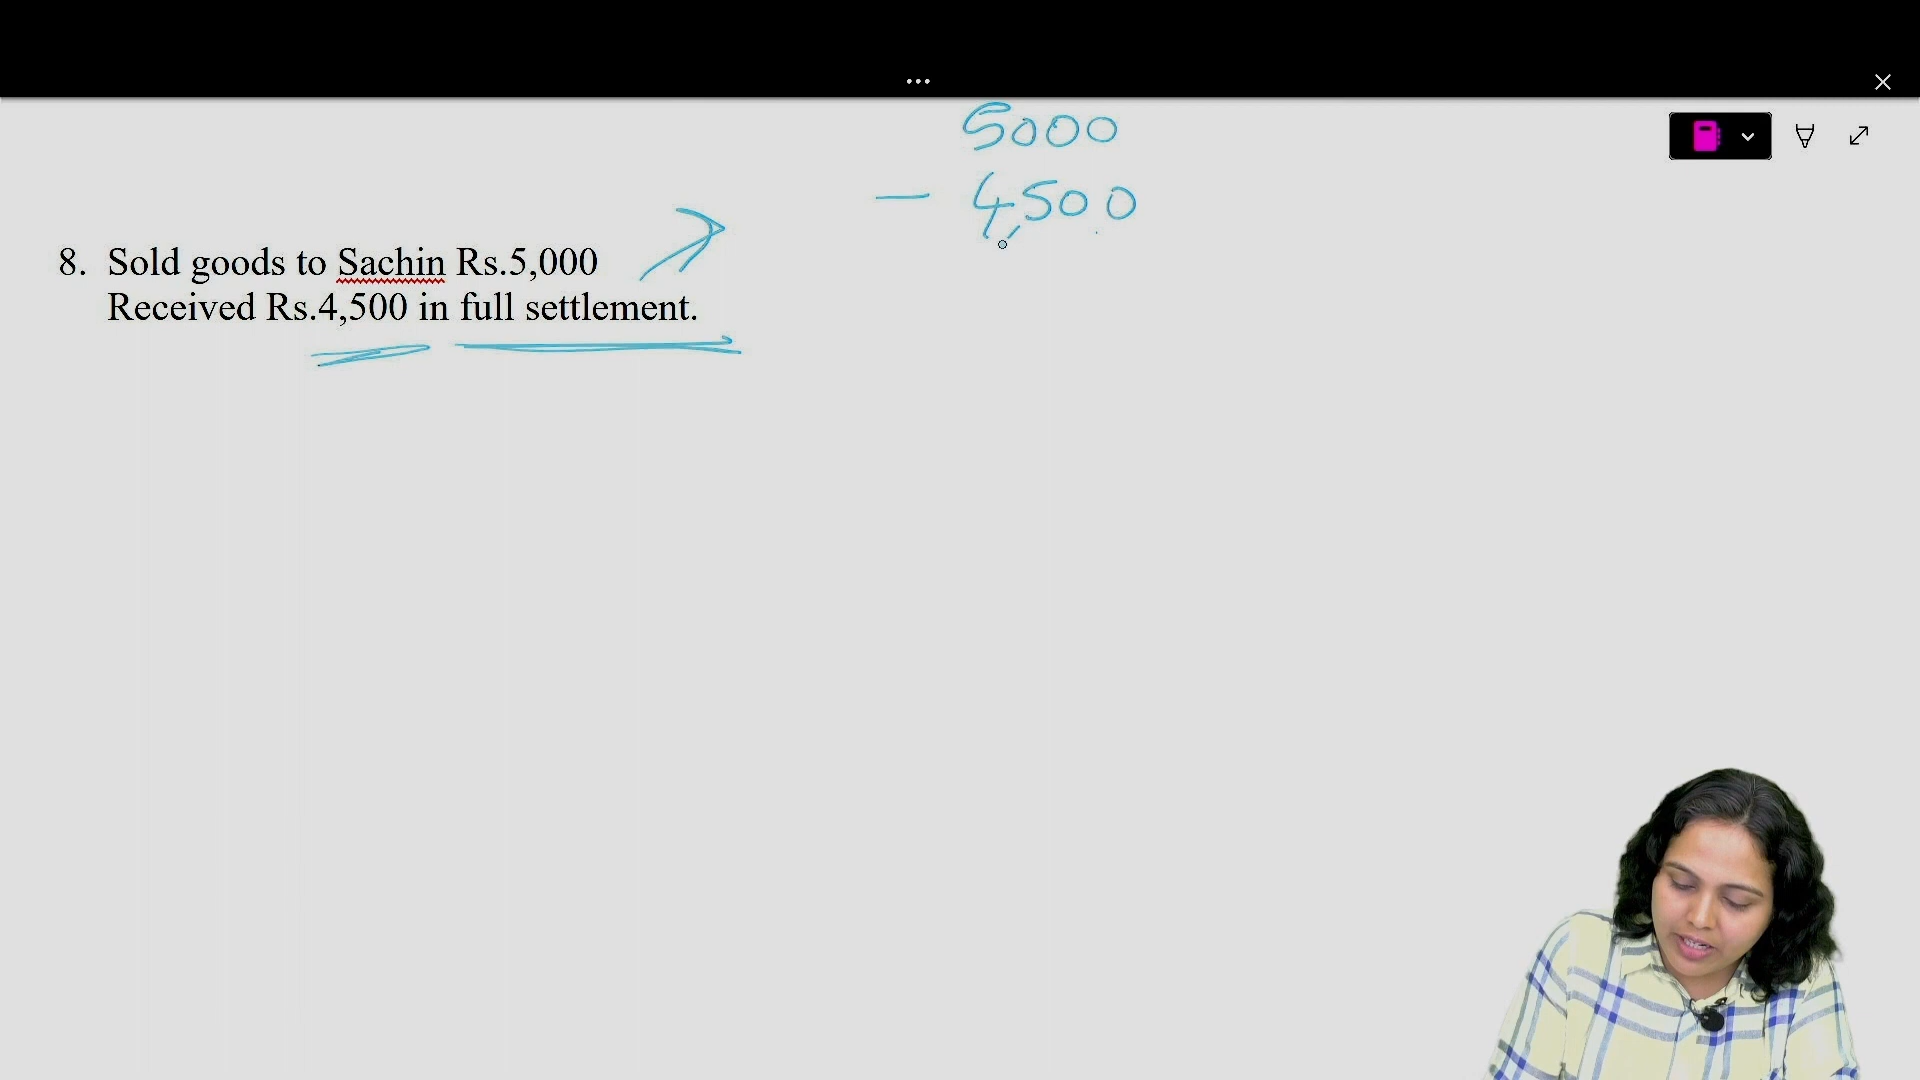 5000
- 4,500
8. Sold goods to Sachin Rs.5,000
Received Rs.4,500 in full settlement.